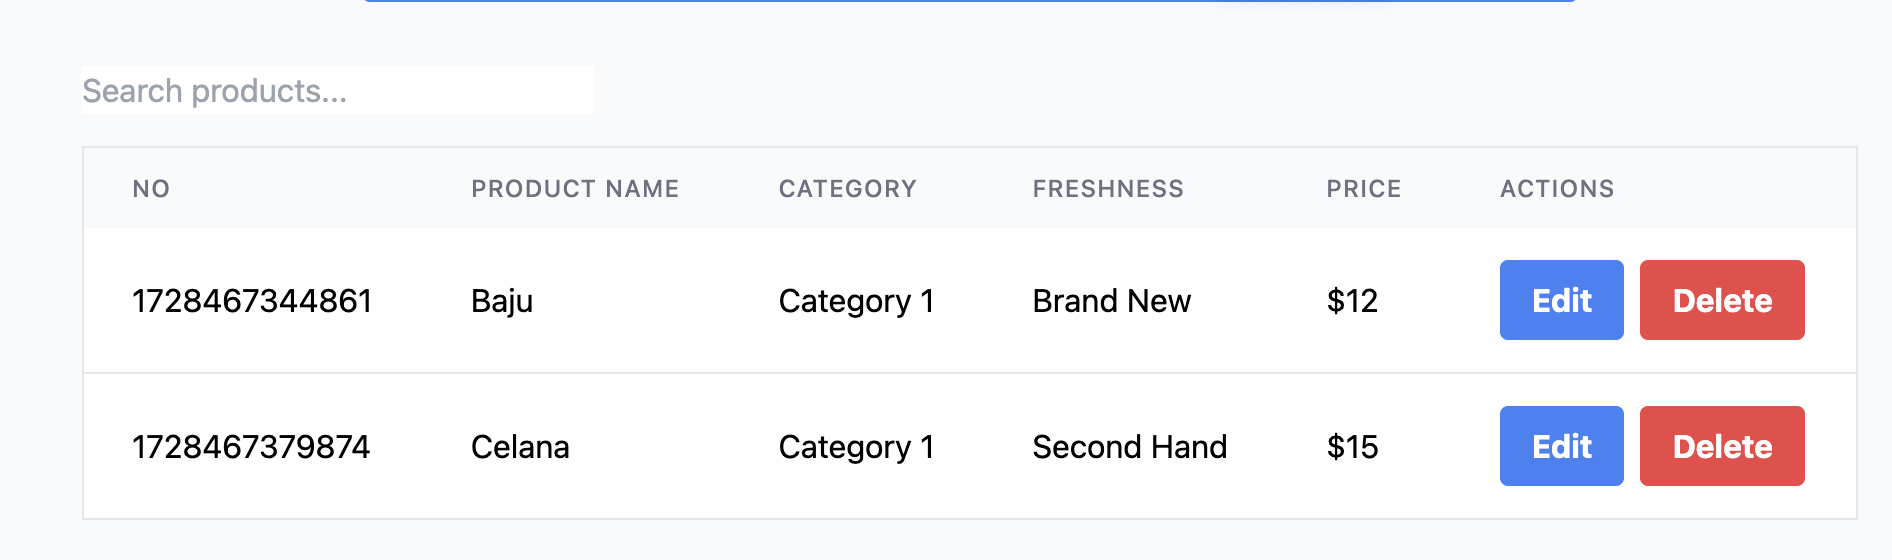 Search products...
NO PRODUCT NAME CATEGORY FRESHNESS PRICE ACTIONS
1728467344861 Baju Category 1 Brand New $12 Edit Delete
1728467379874 Celana Category 1 Second Hand $15 Edit Delete